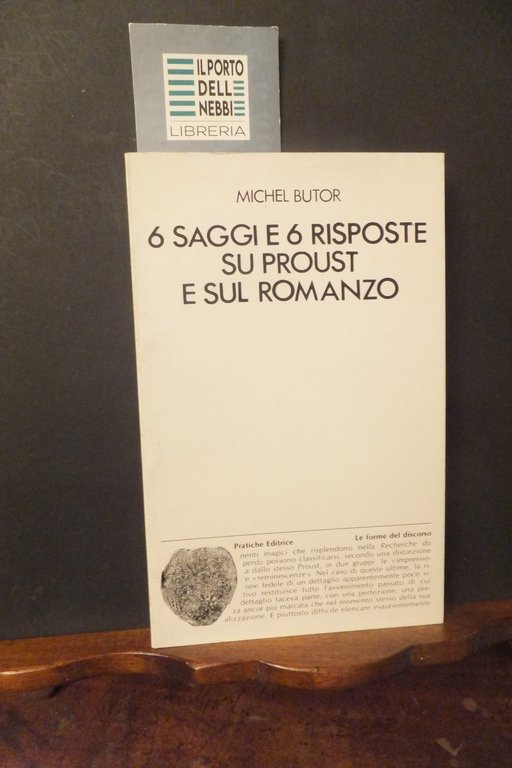 IL PORTO
DELL
NEBBI
LIBRERIA
MICHEL BUTOR
6 SAGGI E 6 RISPOSTE
SU PROUST
E SUL ROMANZO
Pratiche Editrice Le forme del discorso
nenti magici che risplendono nella Recherche du
perdu possono classificarsi, secondo una distinzione
a dallo stesso Proust, in due gruppi: le «impressio-
e «reminescenze». Nel caso di queste ultime, la ri-
one fedele di un dettaglio apparentemente poco si-
tivo restituisce tutto l'avvenimento passato di cui
dettaglio faceva parte, con una perfezione, una pre-
ca ancor più marcata che nel momento stesso della sua
alizzazione. E piuttosto difficile elencare esaurientemente